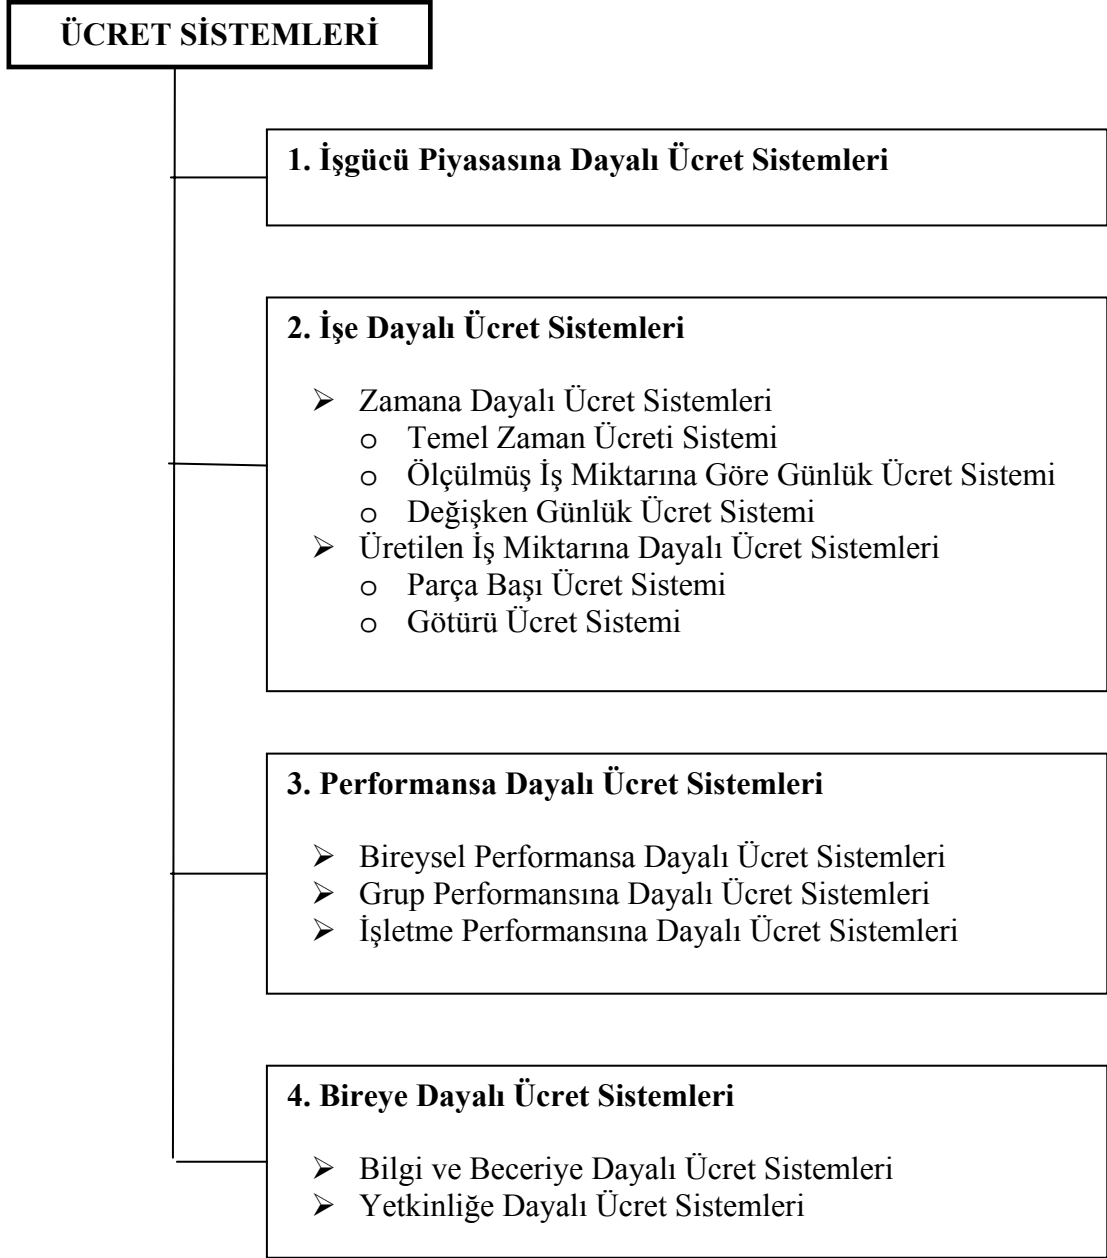 ÜCRET SİSTEMLERİ
1. İşgücü Piyasasına Dayalı Ücret Sistemleri
2. İşe Dayalı Ücret Sistemleri
➢ Zamana Dayalı Ücret Sistemleri
o Temel Zaman Ücreti Sistemi
o Ölçülmüş İş Miktarına Göre Günlük Ücret Sistemi
o Değişken Günlük Ücret Sistemi
➢ Üretilen İş Miktarına Dayalı Ücret Sistemleri
o Parça Başı Ücret Sistemi
o Götürü Ücret Sistemi
3. Performansa Dayalı Ücret Sistemleri
➢ Bireysel Performansa Dayalı Ücret Sistemleri
➢ Grup Performansına Dayalı Ücret Sistemleri
➢ İşletme Performansına Dayalı Ücret Sistemleri
4. Bireye Dayalı Ücret Sistemleri
➢ Bilgi ve Beceriye Dayalı Ücret Sistemleri
➢ Yetkinliğe Dayalı Ücret Sistemleri